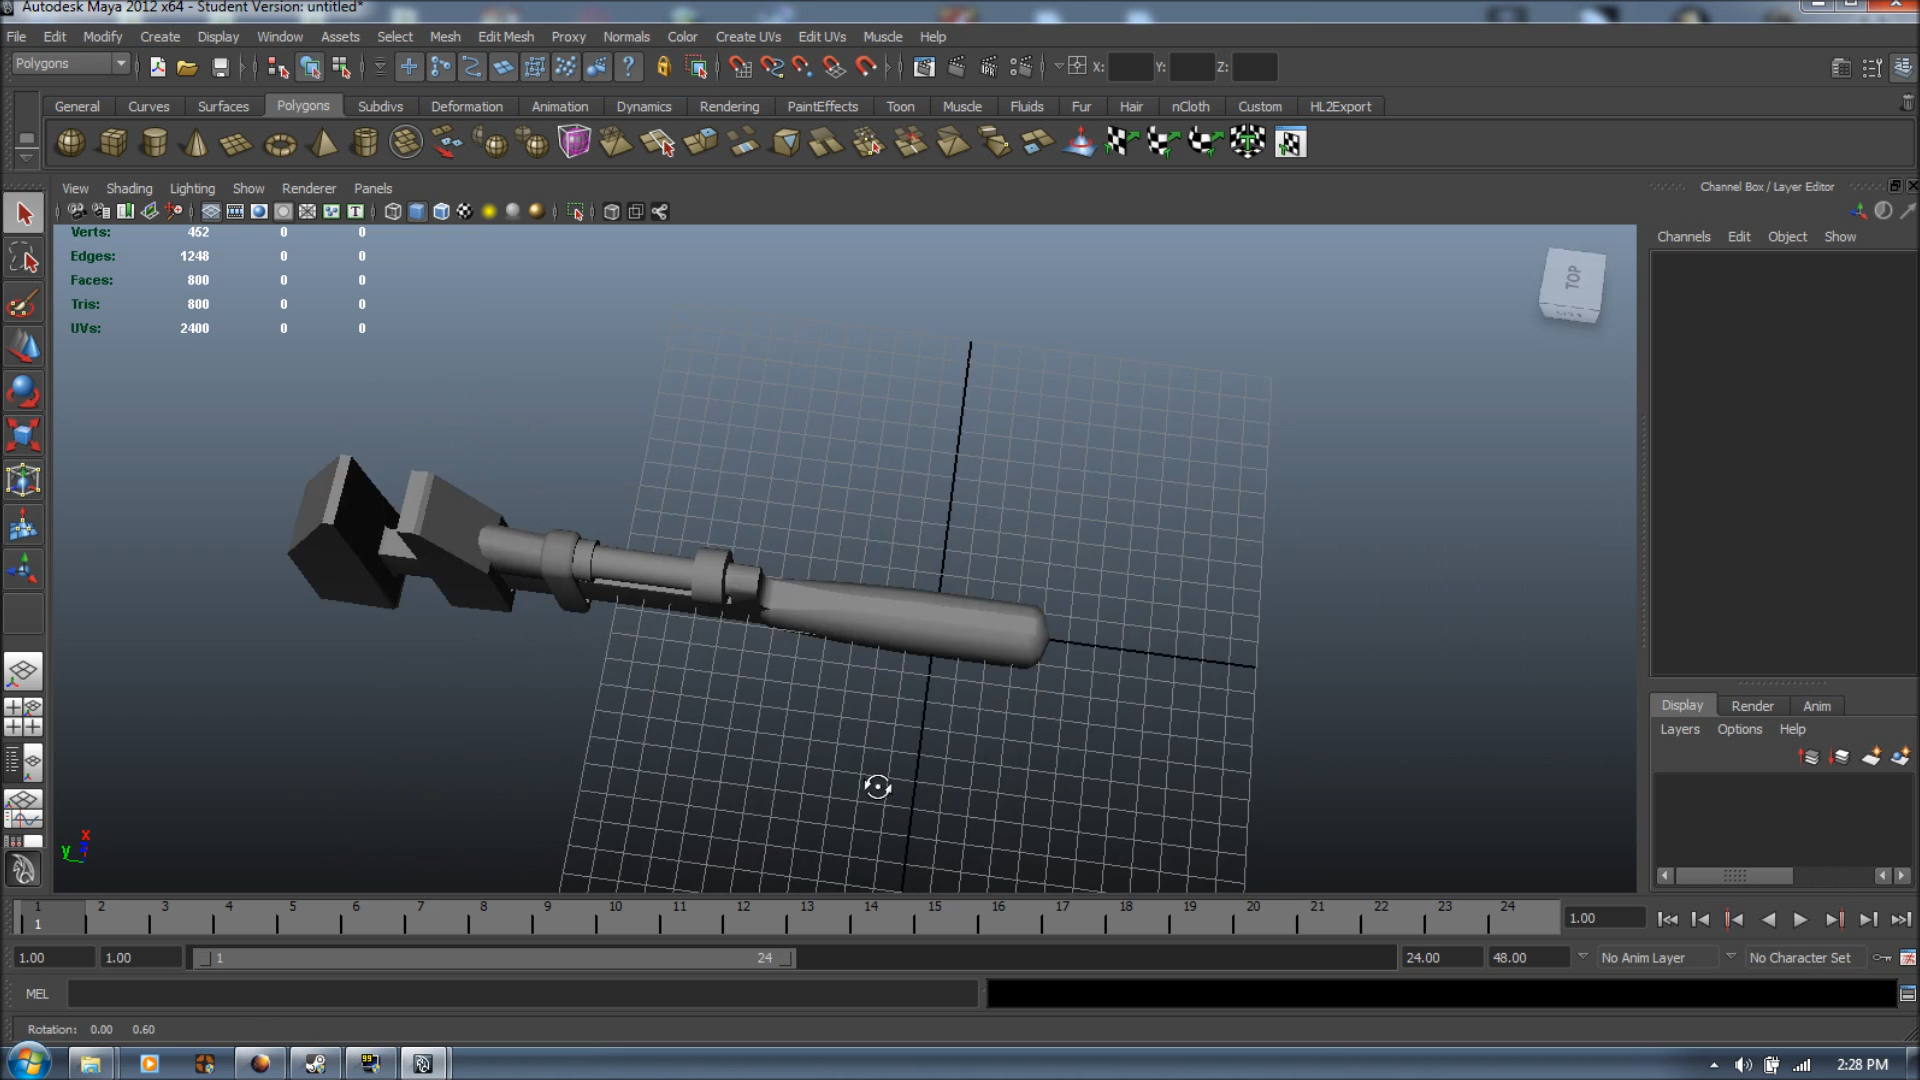 Autodesk Maya 2012 x64 - Student Version: untitled*
File Edit Modify Create Display Window Assets Select Mesh Edit Mesh Proxy Normals Color Create UVs Edit UVs Muscle Help
Polygons ? IPR X: Y: Z:
General Curves Surfaces Polygons Subdivs Deformation Animation Dynamics Rendering PaintEffects Toon Muscle Fluids Fur Hair nCloth Custom HL2Export
View Shading Lighting Show Renderer Panels
Channel Box / Layer Editor
Channels Edit Object Show
Verts: 452 0 0
Edges: 1248 0 0
Faces: 800 0 0
Tris: 800 0 0
UVs: 2400 0 0
TOP
Display Render Anim
Layers Options Help
x
y z
1 2 3 4 5 6 7 8 9 10 11 12 13 14 15 16 17 18 19 20 21 22 23 24
1 1.00
1.00 1.00 1 24 24.00 48.00 No Anim Layer No Character Set
MEL
Rotation: 0.00 0.60
99
2:28 PM